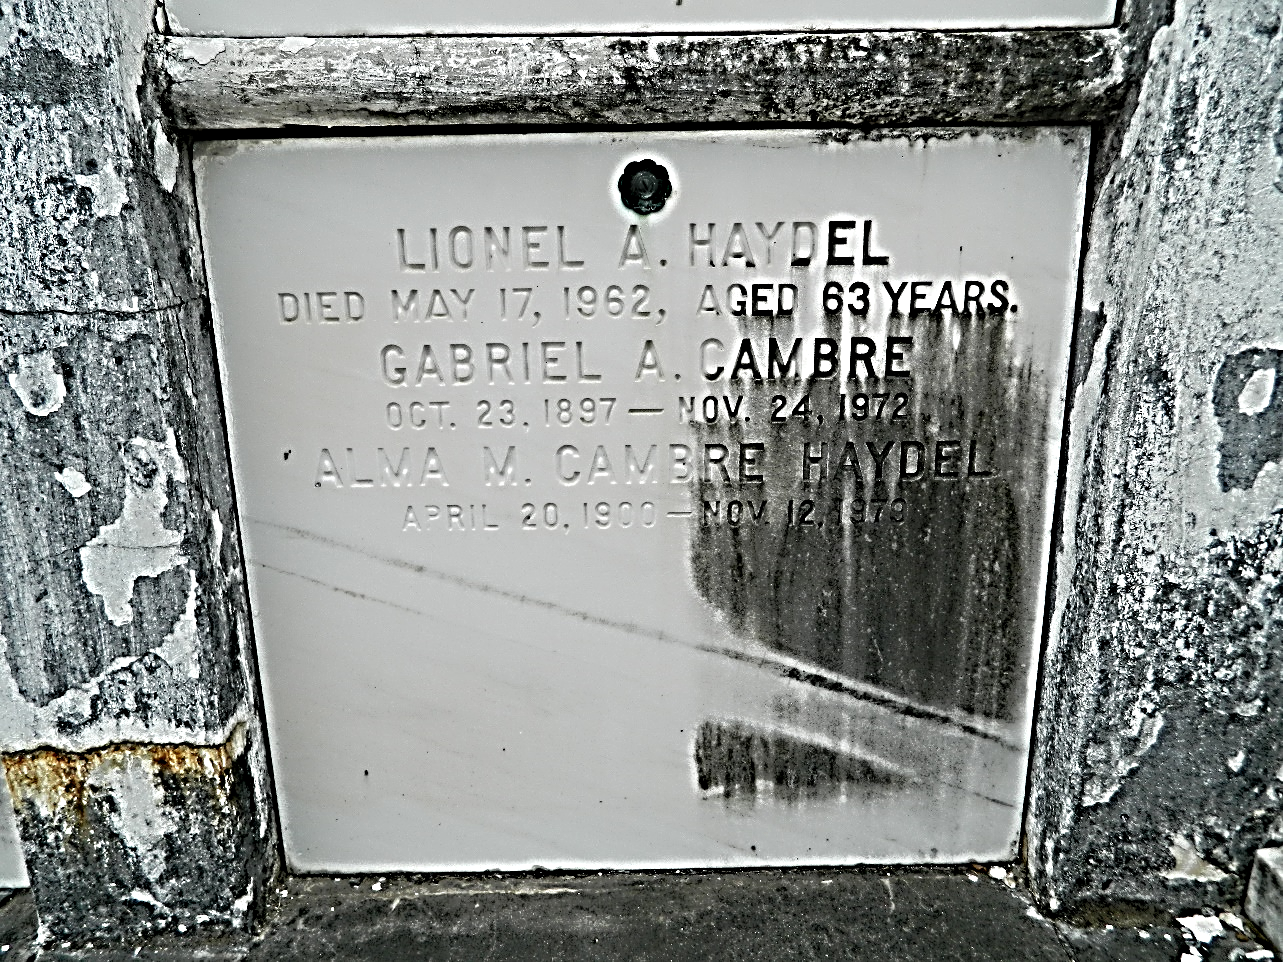 LIONEL A. HAYDEL
DIED MAY 17, 1962, AGED 63 YEARS.
GABRIEL A. CAMBRE
OCT. 23, 1897 — NOV. 24, 1972
ALMA M. CAMBRE HAYDEL
APRIL 20, 1900 — NOV. 12, 1979